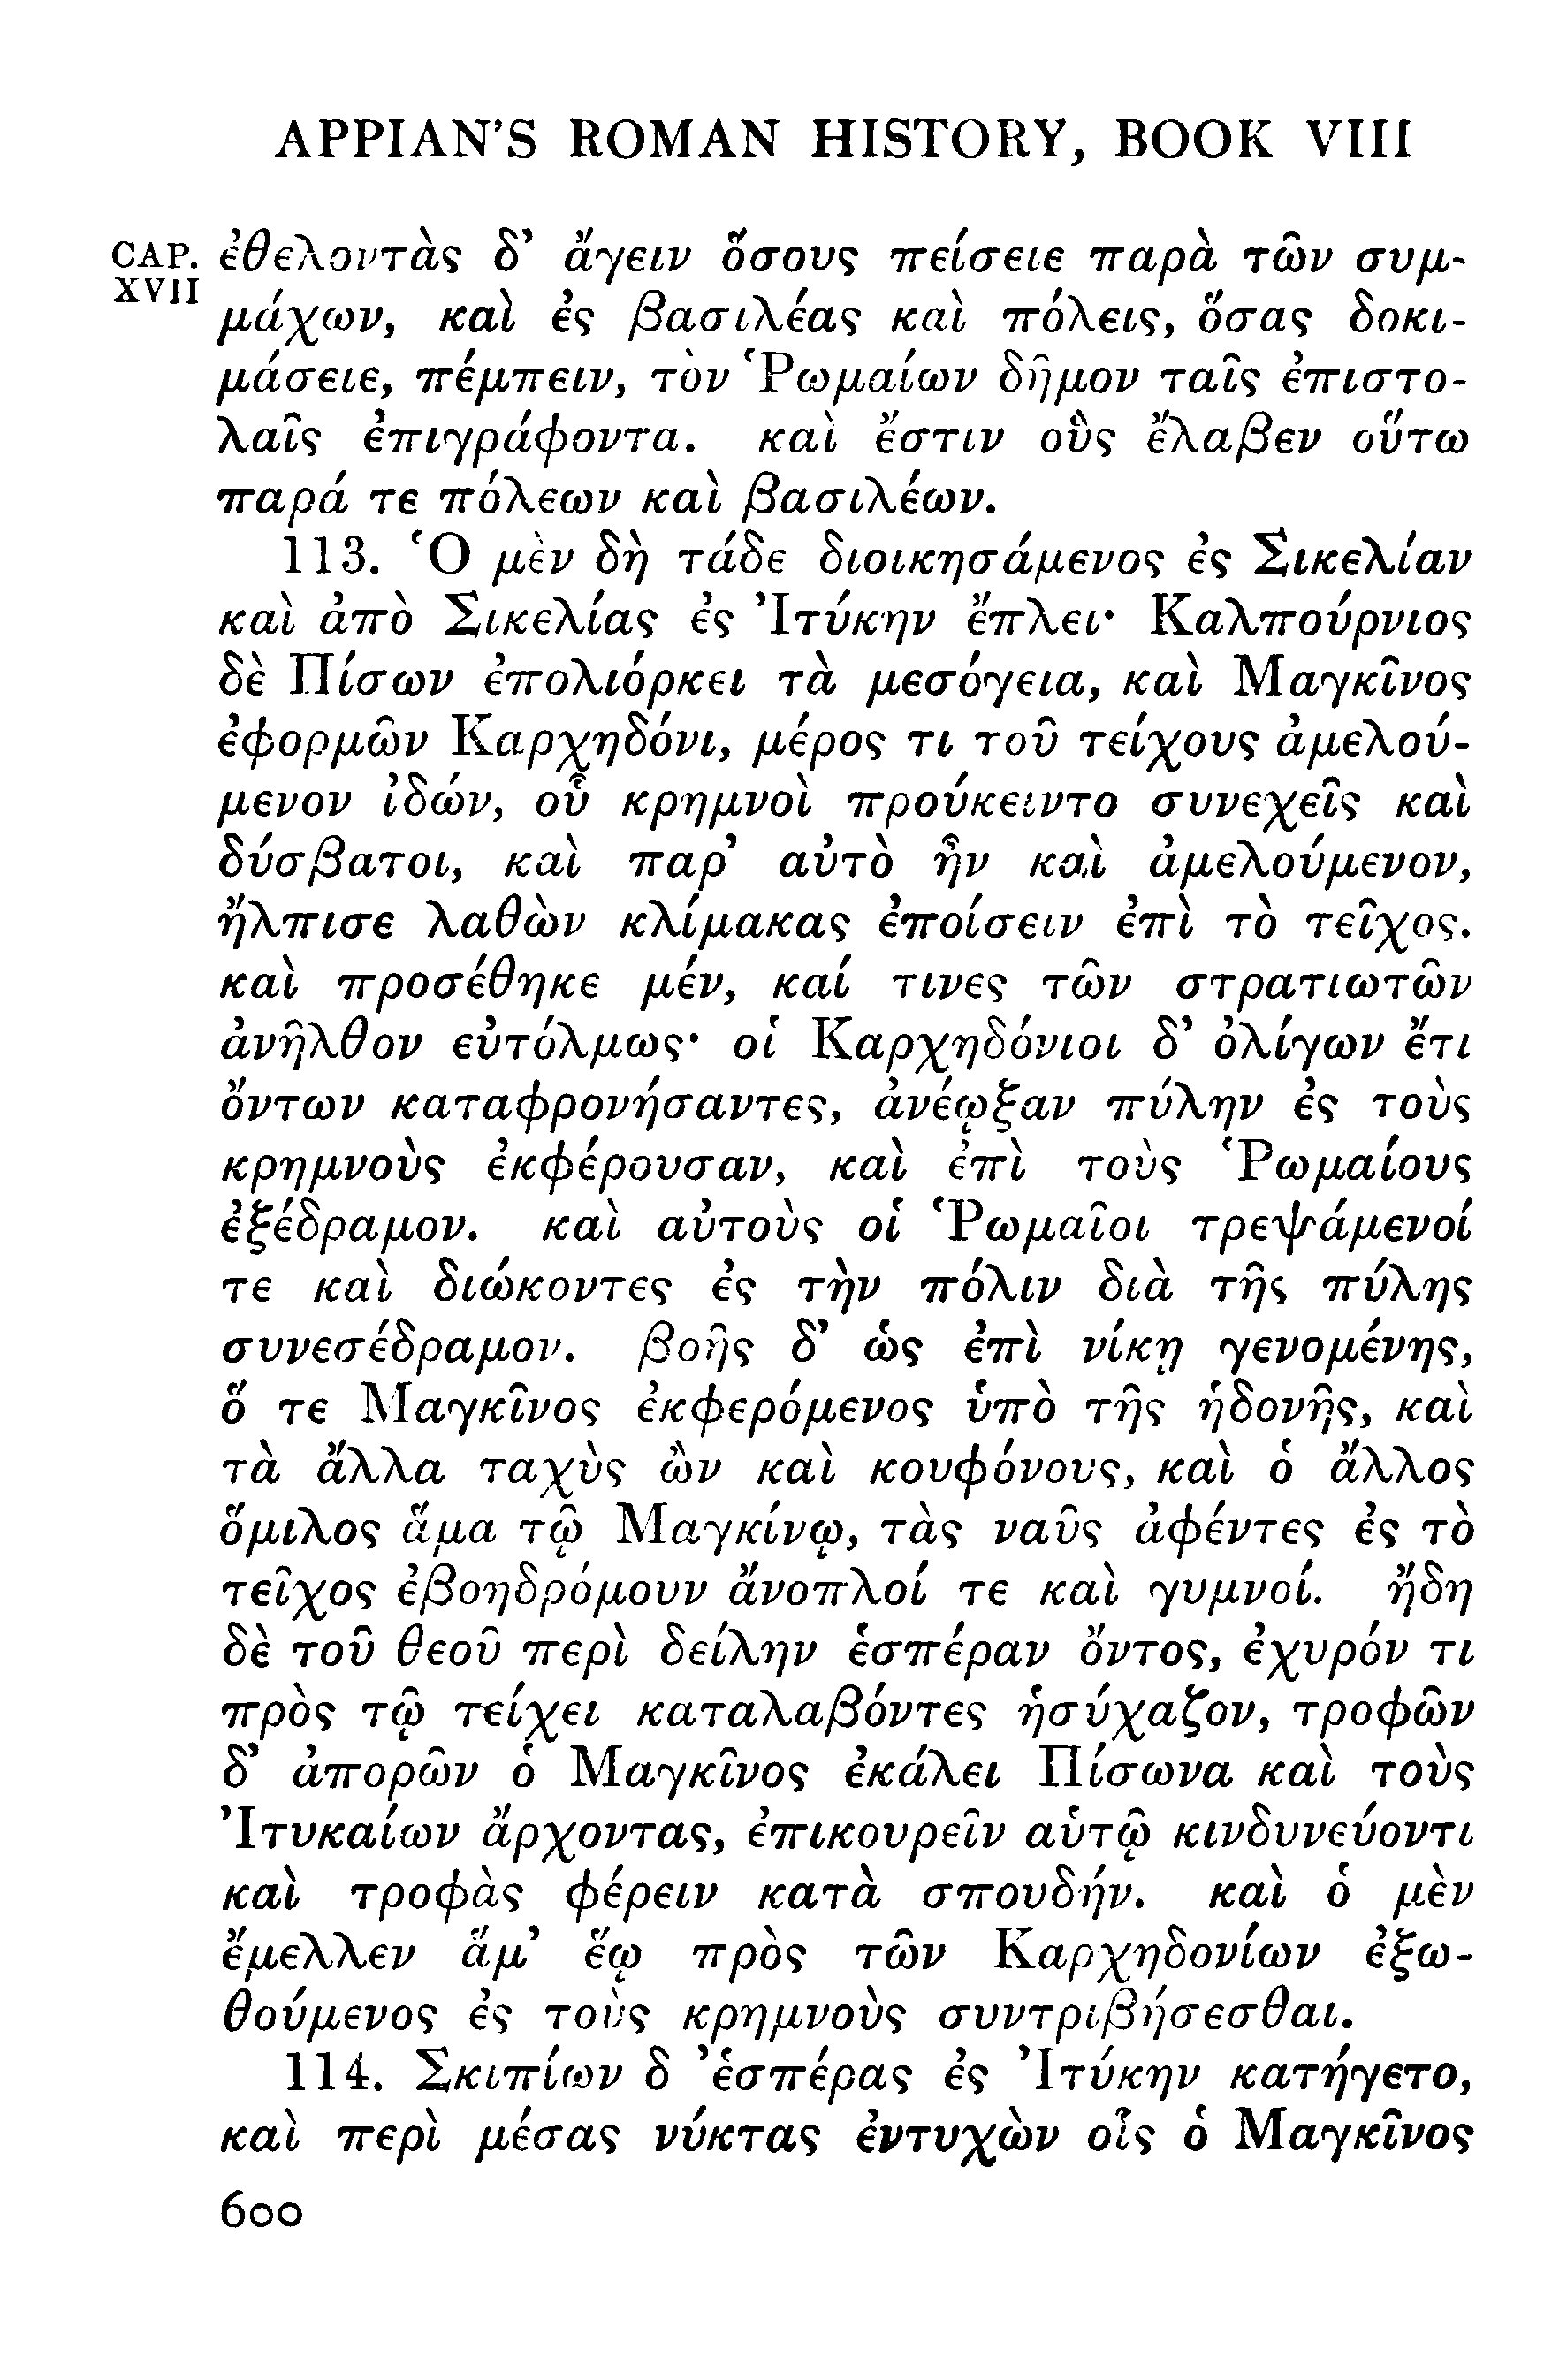 APPIAN'S ROMAN HISTORY, BOOK VIII
CAP. XVII
ἐθελοντὰς δ' ἄγειν ὅσους πείσειε παρὰ τῶν συμ-
μάχων, καὶ ἐς βασιλέας καὶ πόλεις, ὅσας δοκι-
μάσειε, πέμπειν, τὸν Ῥωμαίων δῆμον ταῖς ἐπιστο-
λαῖς ἐπιγράφοντα. καὶ ἔστιν οὓς ἔλαβεν οὕτω
παρά τε πόλεων καὶ βασιλέων.
113. Ὁ μὲν δὴ τάδε διοικησάμενος ἐς Σικελίαν
καὶ ἀπὸ Σικελίας ἐς Ἰτύκην ἔπλει· Καλπούρνιος
δὲ Πίσων ἐπολιόρκει τὰ μεσόγεια, καὶ Μαγκῖνος
ἐφορμῶν Καρχηδόνι, μέρος τι τοῦ τείχους ἀμελού-
μενον ἰδών, οὗ κρημνοὶ προύκειντο συνεχεῖς καὶ
δύσβατοι, καὶ παρ' αὐτὸ ἦν καὶ ἀμελούμενον,
ἤλπισε λαθὼν κλίμακας ἐποίσειν ἐπὶ τὸ τεῖχος.
καὶ προσέθηκε μέν, καί τινες τῶν στρατιωτῶν
ἀνῆλθον εὐτόλμως· οἱ Καρχηδόνιοι δ' ὀλίγων ἔτι
ὄντων καταφρονήσαντες, ἀνέῳξαν πύλην ἐς τοὺς
κρημνοὺς ἐκφέρουσαν, καὶ ἐπὶ τοὺς Ῥωμαίους
ἐξέδραμον. καὶ αὐτοὺς οἱ Ῥωμαῖοι τρεψάμενοί
τε καὶ διώκοντες ἐς τὴν πόλιν διὰ τῆς πύλης
συνεσέδραμον. βοῆς δ' ὡς ἐπὶ νίκῃ γενομένης,
ὅ τε Μαγκῖνος ἐκφερόμενος ὑπὸ τῆς ἡδονῆς, καὶ
τὰ ἄλλα ταχὺς ὢν καὶ κουφόνους, καὶ ὁ ἄλλος
ὅμιλος ἅμα τῷ Μαγκίνῳ, τὰς ναῦς ἀφέντες ἐς τὸ
τεῖχος ἐβοηδρόμουν ἄνοπλοί τε καὶ γυμνοί. ἤδη
δὲ τοῦ θεοῦ περὶ δείλην ἑσπέραν ὄντος, ἐχυρόν τι
πρὸς τῷ τείχει καταλαβόντες ἡσύχαζον, τροφῶν
δ' ἀπορῶν ὁ Μαγκῖνος ἐκάλει Πίσωνα καὶ τοὺς
Ἰτυκαίων ἄρχοντας, ἐπικουρεῖν αὑτῷ κινδυνεύοντι
καὶ τροφὰς φέρειν κατὰ σπουδήν. καὶ ὁ μὲν
ἔμελλεν ἅμ' ἕῳ πρὸς τῶν Καρχηδονίων ἐξω-
θούμενος ἐς τοὺς κρημνοὺς συντριβήσεσθαι.
114. Σκιπίων δ 'ἑσπέρας ἐς Ἰτύκην κατήγετο,
καὶ περὶ μέσας νύκτας ἐντυχὼν οἷς ὁ Μαγκῖνος
600